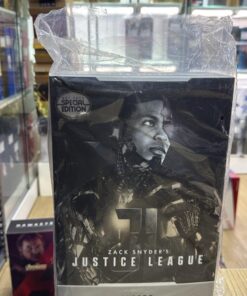 SPECIAL
EDITION
ZACK SNYDER'S
JUSTICE LEAGUE